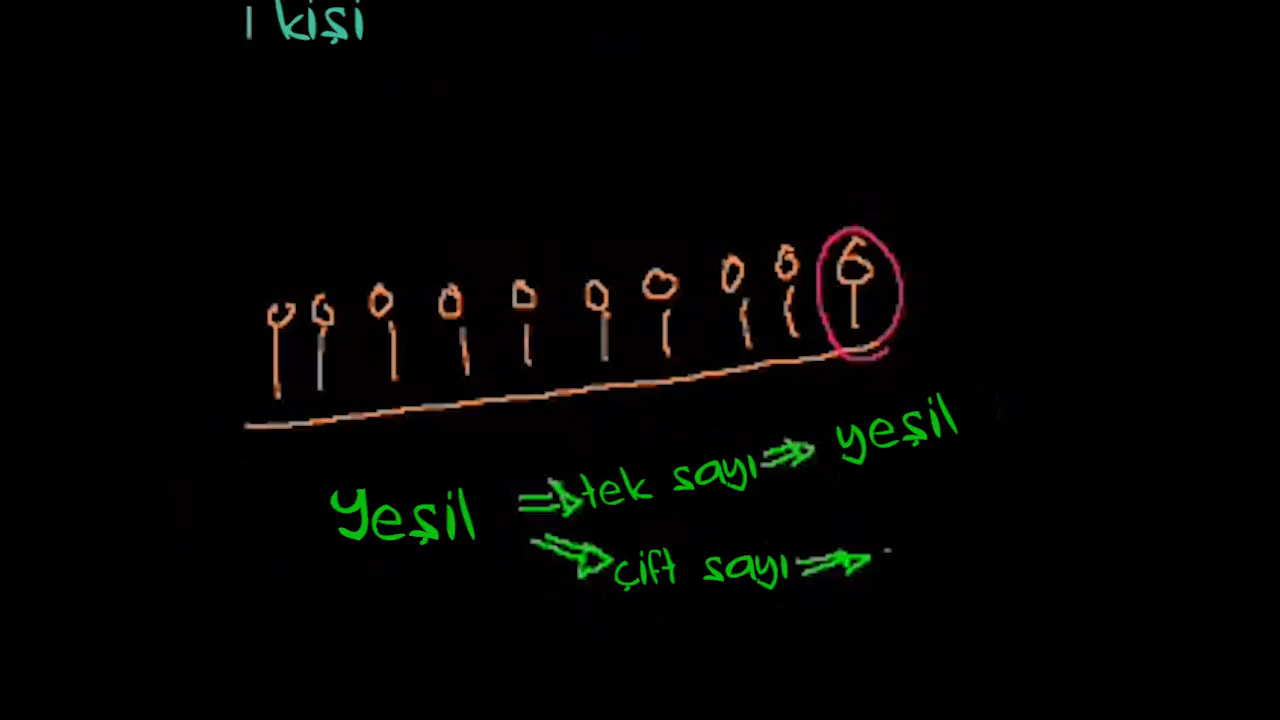 1 kişi
tek sayı ⇒ yeşil
Yeşil ⇒
⇒ çift sayı ⇒